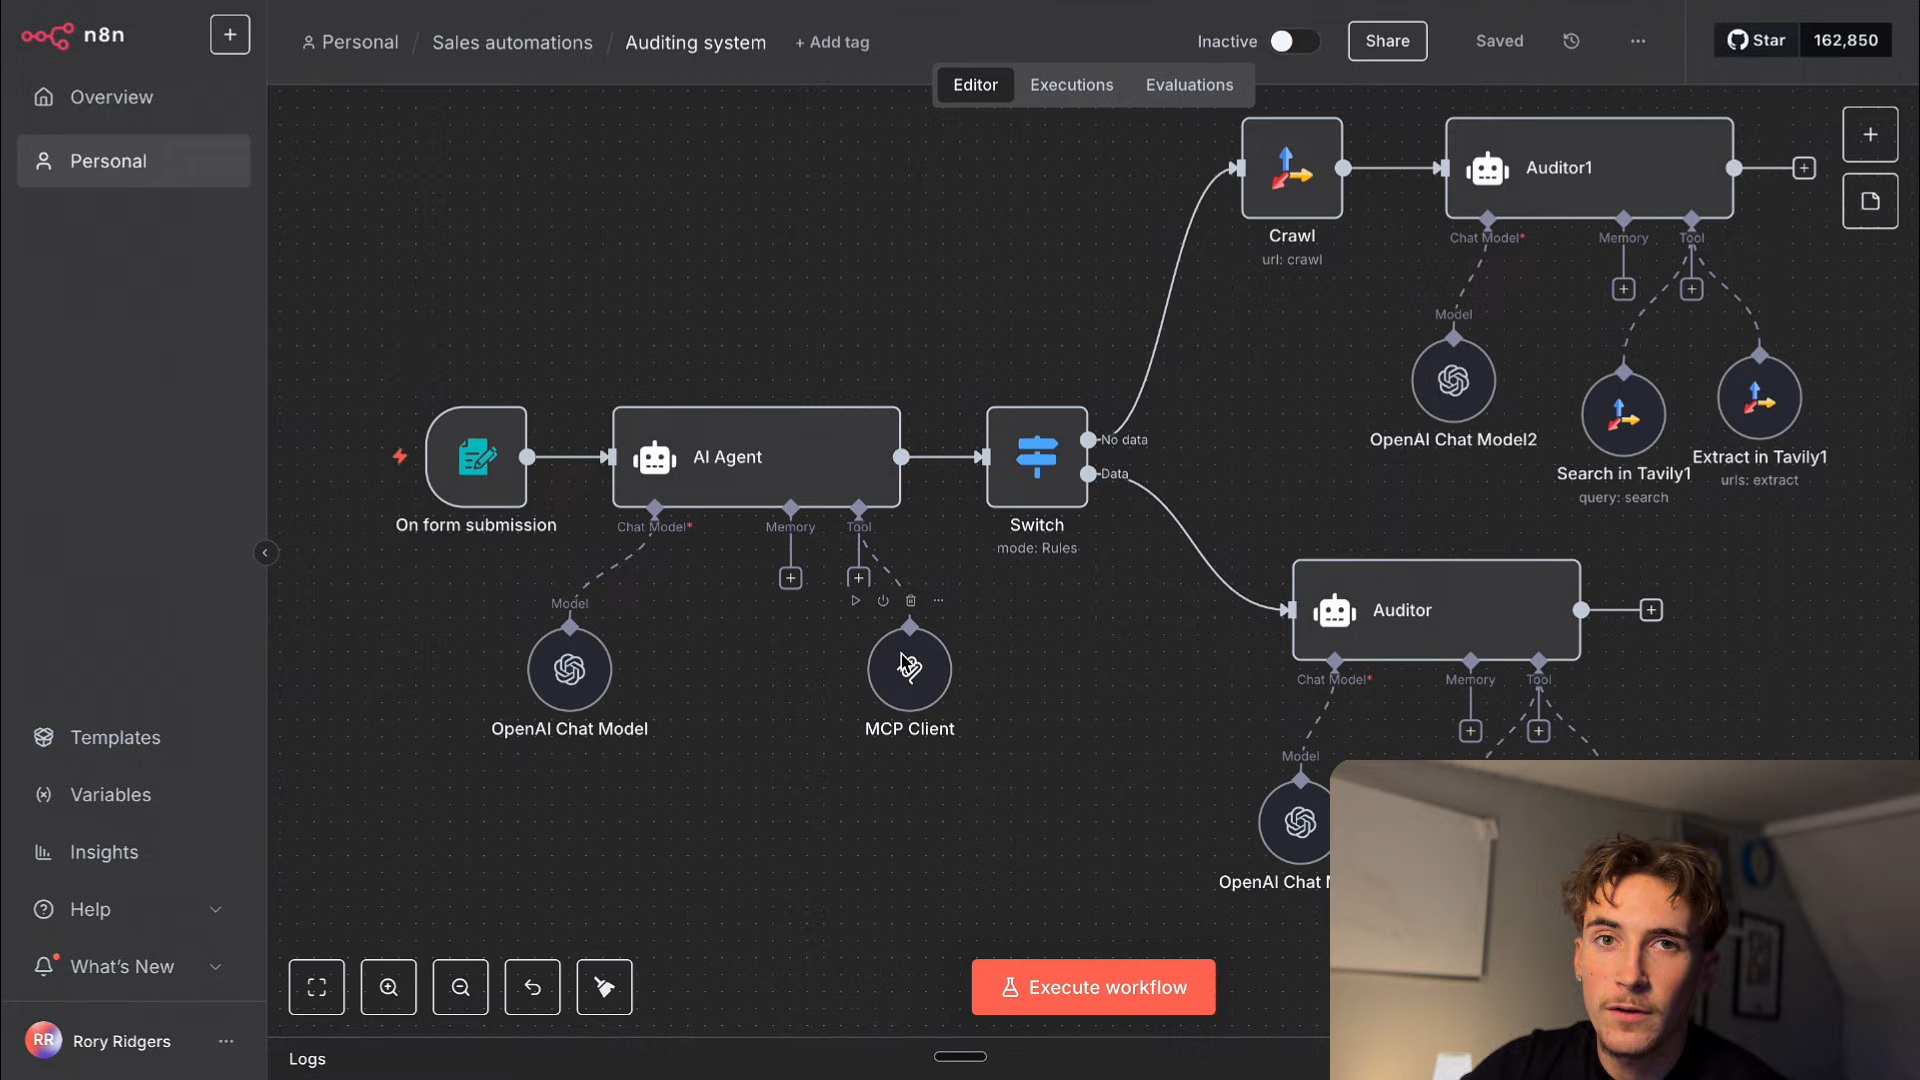 n8n
Personal / Sales automations / Auditing system + Add tag
Inactive
Share
Saved
Star 162,850
Editor Executions Evaluations
Overview
Personal
Crawl
url: crawl
Auditor1
Chat Model*
Memory
Tool
Model
OpenAI Chat Model2
Search in Tavily1
query: search
Extract in Tavily1
urls: extract
On form submission
AI Agent
Chat Model*
Memory
Tool
Model
OpenAI Chat Model
MCP Client
Switch
mode: Rules
No data
Data
Auditor
Chat Model*
Memory
Tool
Model
OpenAI Chat
Templates
Variables
Insights
Help
What's New
RR Rory Ridgers
Execute workflow
Logs